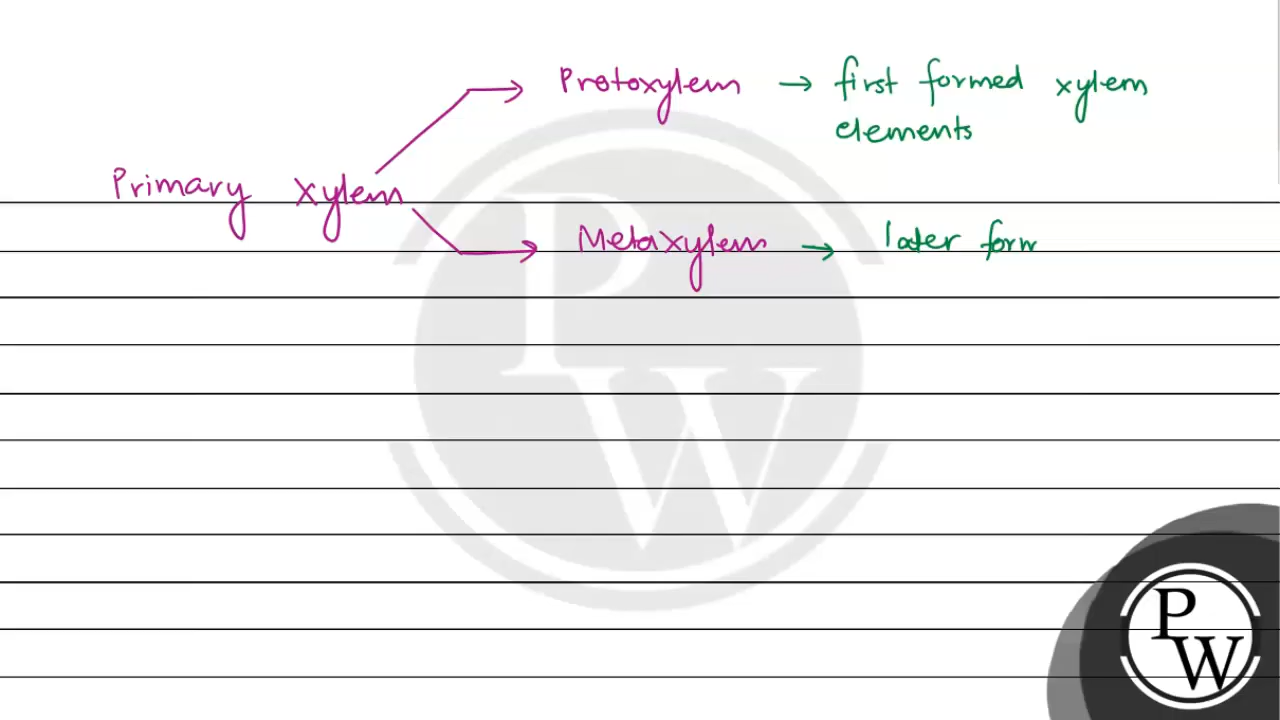 Protoxylem → first formed xylem
elements
Primary xylem
Metaxylem → later form
P
W
P
W